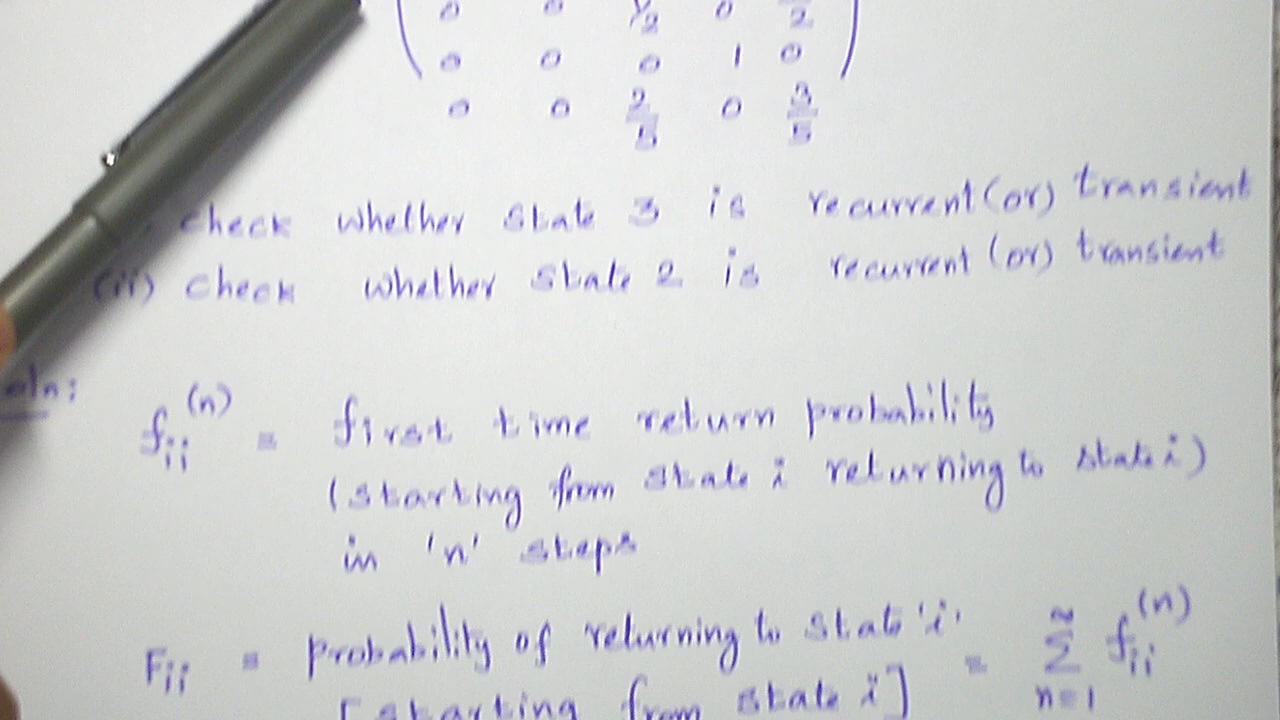 0 0 1/2 0 1/2
0 0 0 1 0
0 0 2/5 0 3/5
check whether state 3 is recurrent (or) transient
(ii) check whether state 2 is recurrent (or) transient
oln:
f_ii^(n) = first time return probability
(starting from state i returning to state i)
in 'n' steps
F_ii = probability of returning to state 'i' = ∞ Σ n=1 f_ii^(n)
[starting from state i]